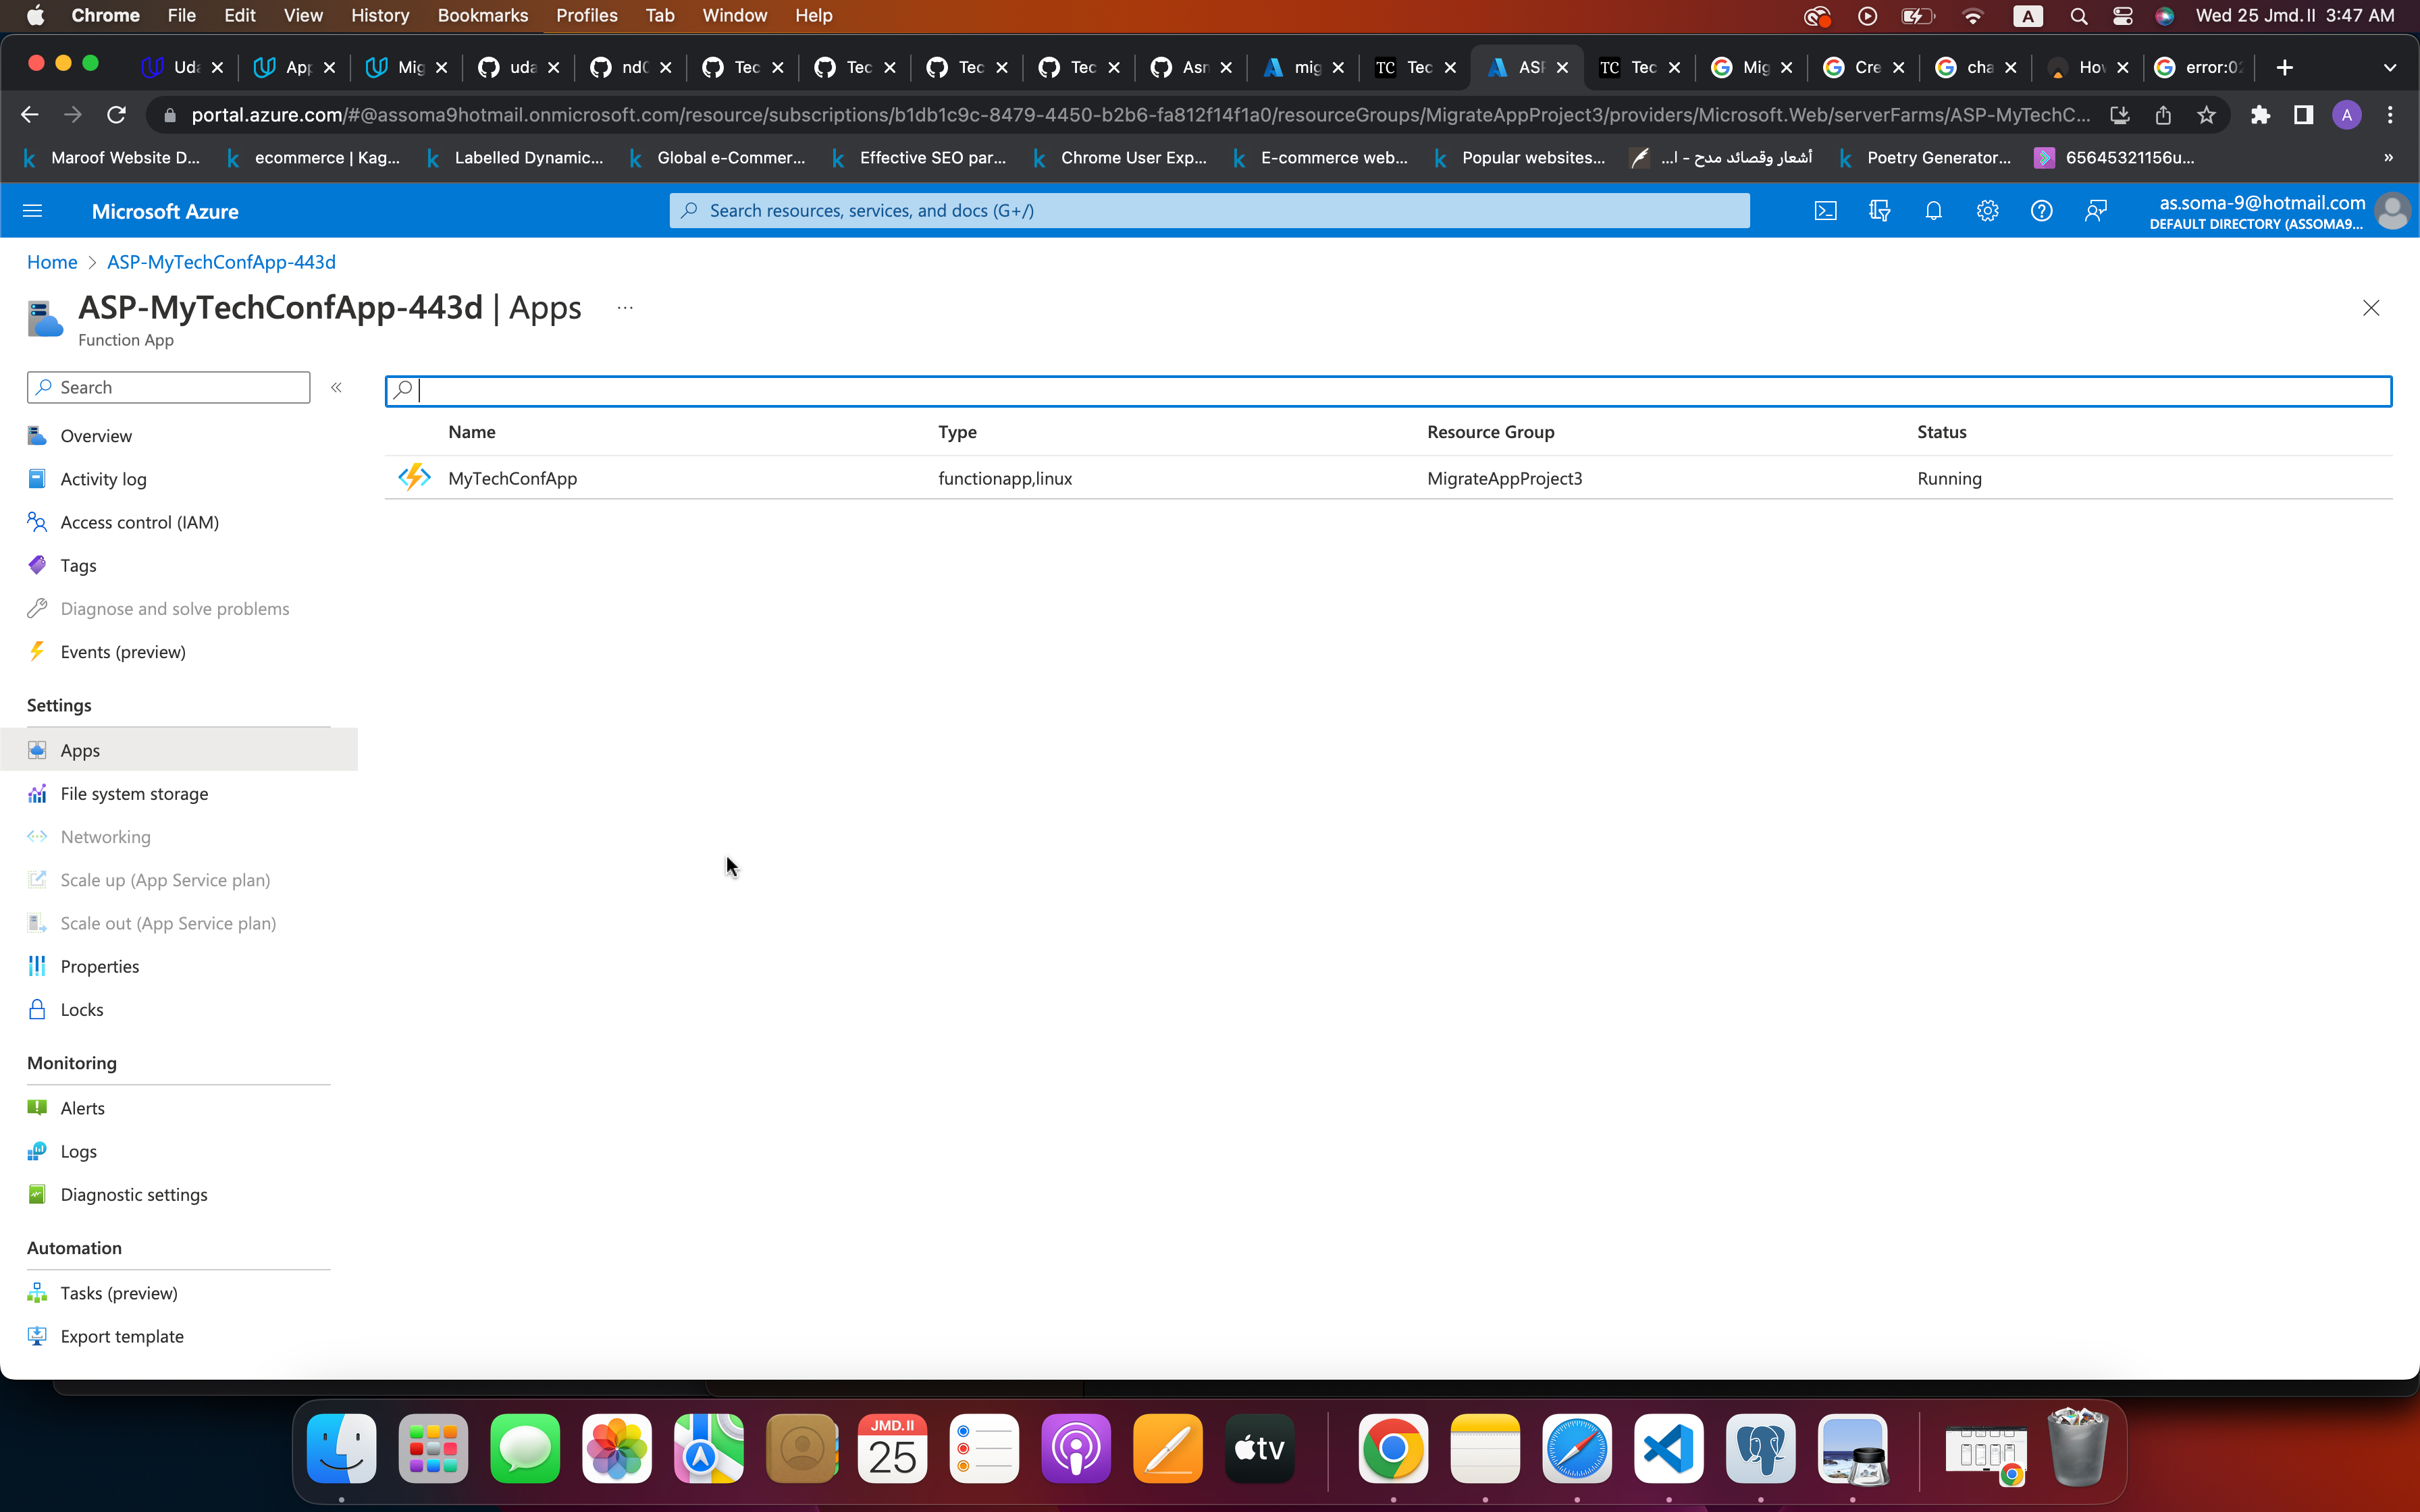 Chrome File Edit View History Bookmarks Profiles Tab Window Help
A Wed 25 Jmd.II 3:47 AM
Uda App Mig uda nd0 Tec Tec Tec Tec Asn mig TC Tec ASP TC Tec Mig Cre cha How error:02
portal.azure.com/#@assoma9hotmail.onmicrosoft.com/resource/subscriptions/b1db1c9c-8479-4450-b2b6-fa812f14f1a0/resourceGroups/MigrateAppProject3/providers/Microsoft.Web/serverFarms/ASP-MyTechC... A
k Maroof Website D... k ecommerce | Kag... k Labelled Dynamic... k Global e-Commer... k Effective SEO par... k Chrome User Exp... k E-commerce web... k Popular websites... أشعار وقصائد مدح - ا... k Poetry Generator... 65645321156u... »
Microsoft Azure
Search resources, services, and docs (G+/)
as.soma-9@hotmail.com
DEFAULT DIRECTORY (ASSOMA9...
Home > ASP-MyTechConfApp-443d
ASP-MyTechConfApp-443d | Apps ...
Function App
Search «
Overview
Activity log
Access control (IAM)
Tags
Diagnose and solve problems
Events (preview)
Settings
Apps
File system storage
Networking
Scale up (App Service plan)
Scale out (App Service plan)
Properties
Locks
Monitoring
Alerts
Logs
Diagnostic settings
Automation
Tasks (preview)
Export template
Name Type Resource Group Status
MyTechConfApp functionapp,linux MigrateAppProject3 Running
JMD.II
25
tv